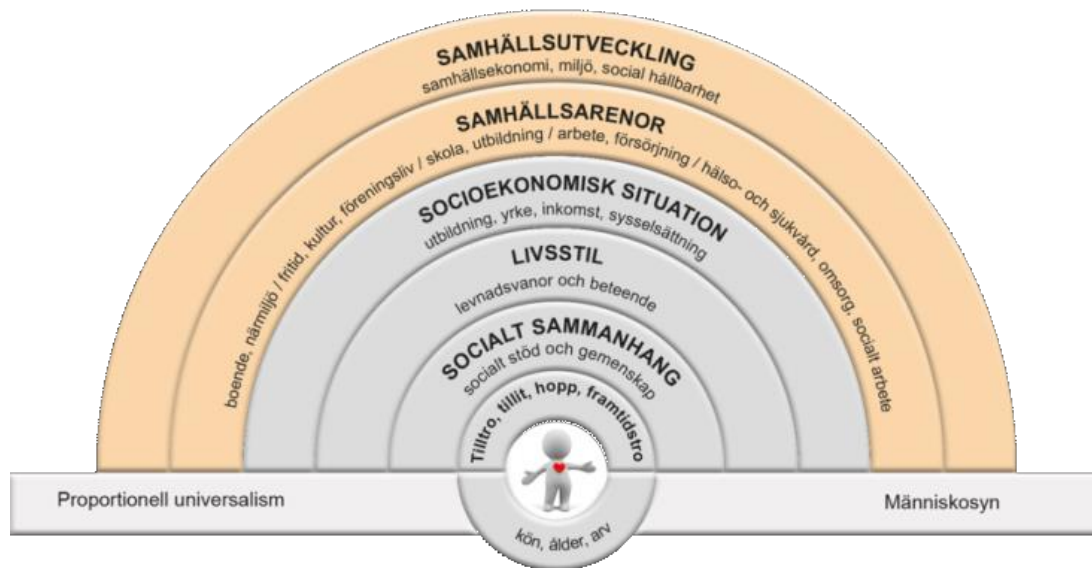 SAMHÄLLSUTVECKLING
samhällsekonomi, miljö, social hållbarhet
SAMHÄLLSARENOR
boende, närmiljö / fritid, kultur, föreningsliv / skola, utbildning / arbete, försörjning / hälso- och sjukvård, omsorg, socialt arbete
SOCIOEKONOMISK SITUATION
utbildning, yrke, inkomst, sysselsättning
LIVSSTIL
levnadsvanor och beteende
SOCIALT SAMMANHANG
socialt stöd och gemenskap
Tilltro, tillit, hopp, framtidstro
Proportionell universalism
Människosyn
kön, ålder, arv